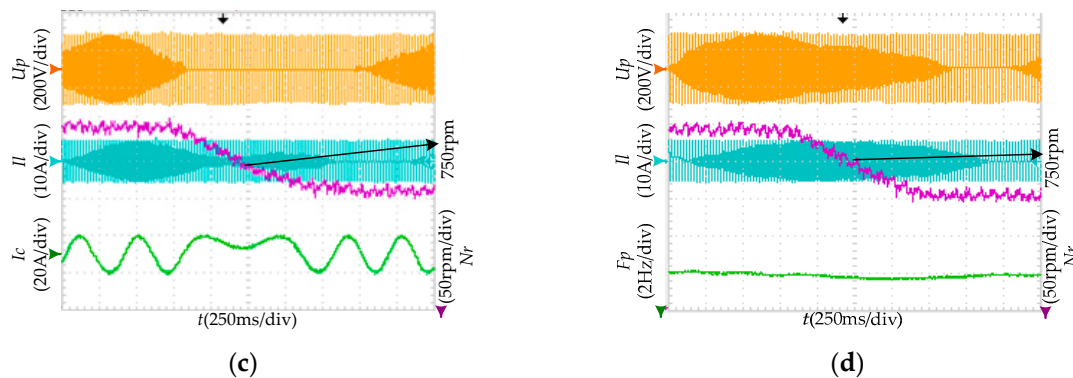 Up
(200V/div)
Il
(10A/div)
Ic
(20A/div)
750rpm
(50rpm/div)
Nr
t(250ms/div)
(c)
Up
(200V/div)
Il
(10A/div)
Fp
(2Hz/div)
750rpm
(50rpm/div)
Nr
t(250ms/div)
(d)